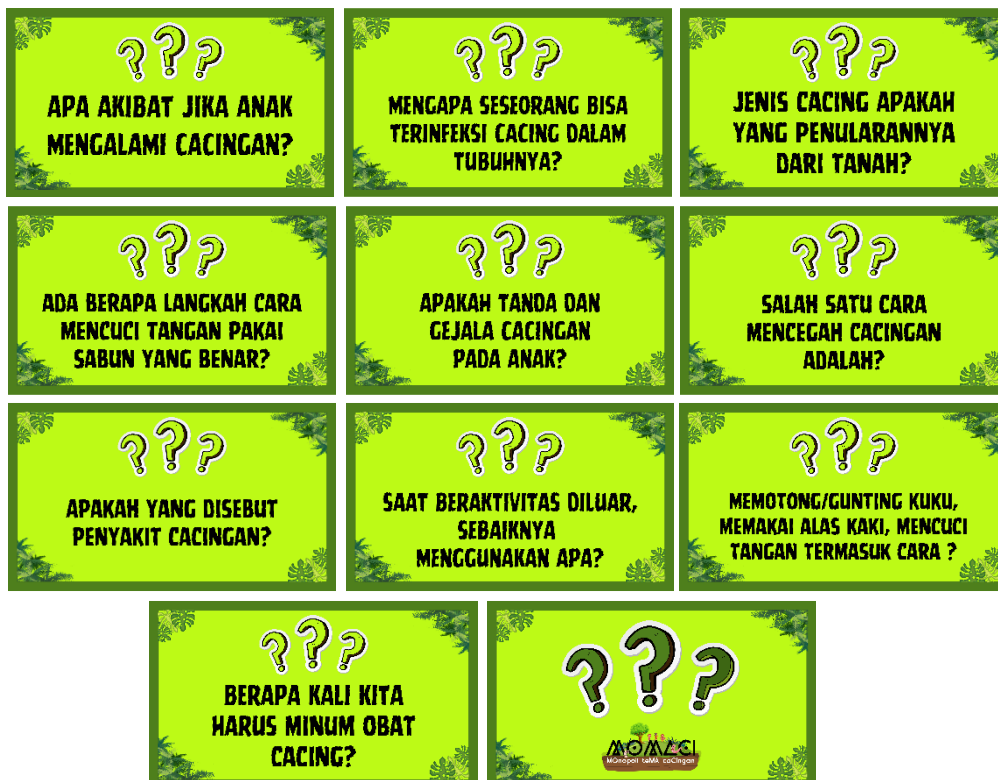 ???
APA AKIBAT JIKA ANAK
MENGALAMI CACINGAN?
???
MENGAPA SESEORANG BISA
TERINFEKSI CACING DALAM
TUBUHNYA?
???
JENIS CACING APAKAH
YANG PENULARANNYA
DARI TANAH?
???
ADA BERAPA LANGKAH CARA
MENCUCI TANGAN PAKAI
SABUN YANG BENAR?
???
APAKAH TANDA DAN
GEJALA CACINGAN
PADA ANAK?
???
SALAH SATU CARA
MENCEGAH CACINGAN
ADALAH?
???
APAKAH YANG DISEBUT
PENYAKIT CACINGAN?
???
SAAT BERAKTIVITAS DILUAR,
SEBAIKNYA
MENGGUNAKAN APA?
???
MEMOTONG/GUNTING KUKU,
MEMAKAI ALAS KAKI, MENCUCI
TANGAN TERMASUK CARA ?
???
BERAPA KALI KITA
HARUS MINUM OBAT
CACING?
???
MOMACI
MOnopoli teMA caCIngan